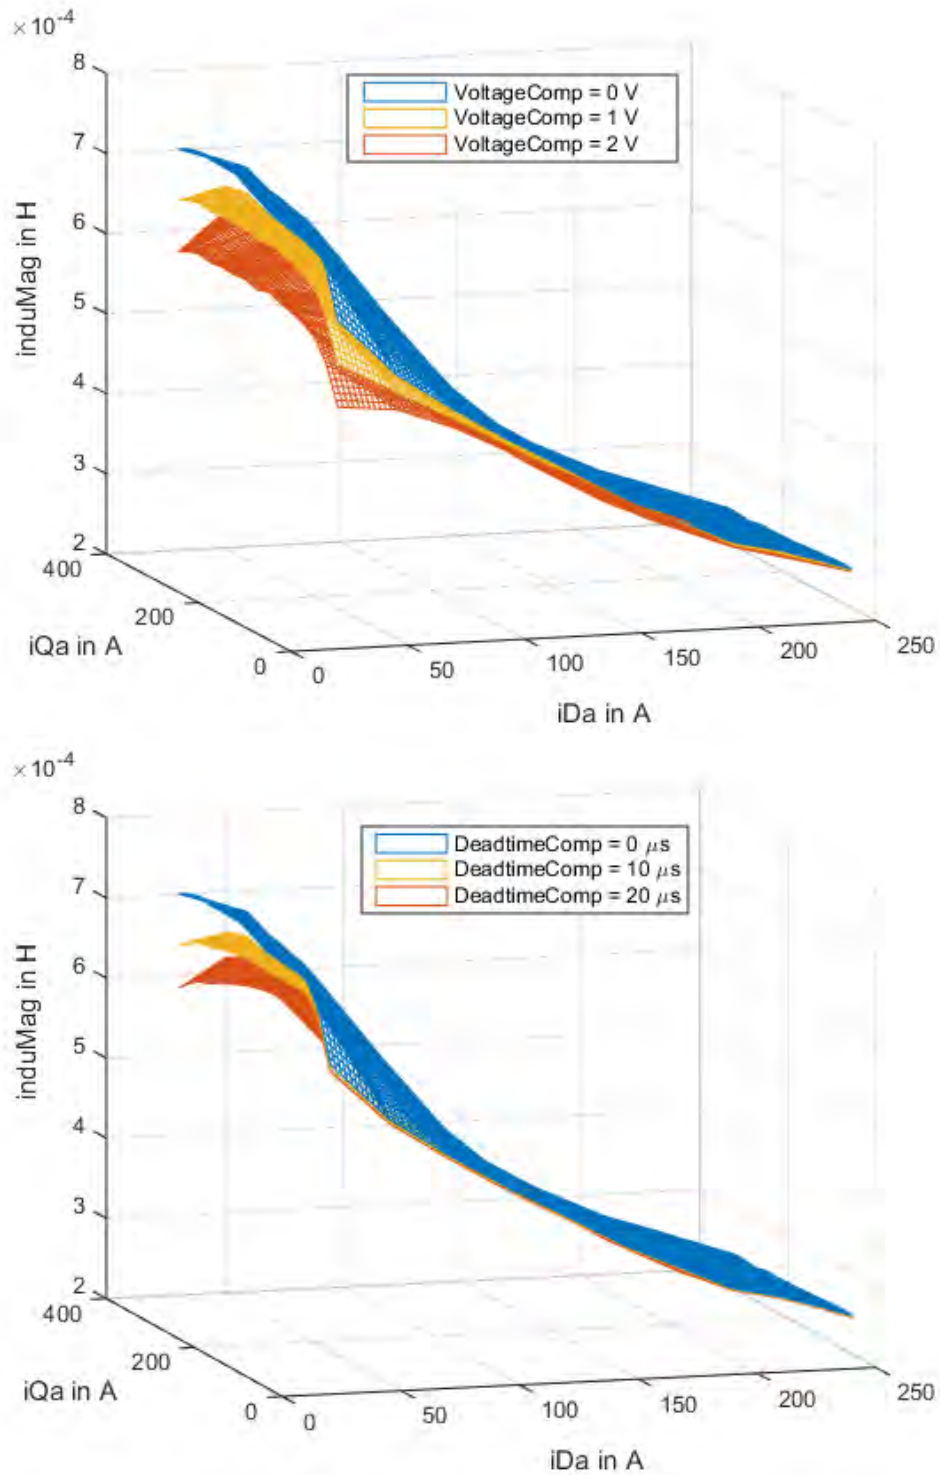 ×10⁻⁴
8
7
6
5
4
3
2
induMag in H
VoltageComp = 0 V
VoltageComp = 1 V
VoltageComp = 2 V
400
200
0
iQa in A
0
50
100
150
200
250
iDa in A
×10⁻⁴
8
7
6
5
4
3
2
induMag in H
DeadtimeComp = 0 μs
DeadtimeComp = 10 μs
DeadtimeComp = 20 μs
400
200
0
iQa in A
0
50
100
150
200
250
iDa in A